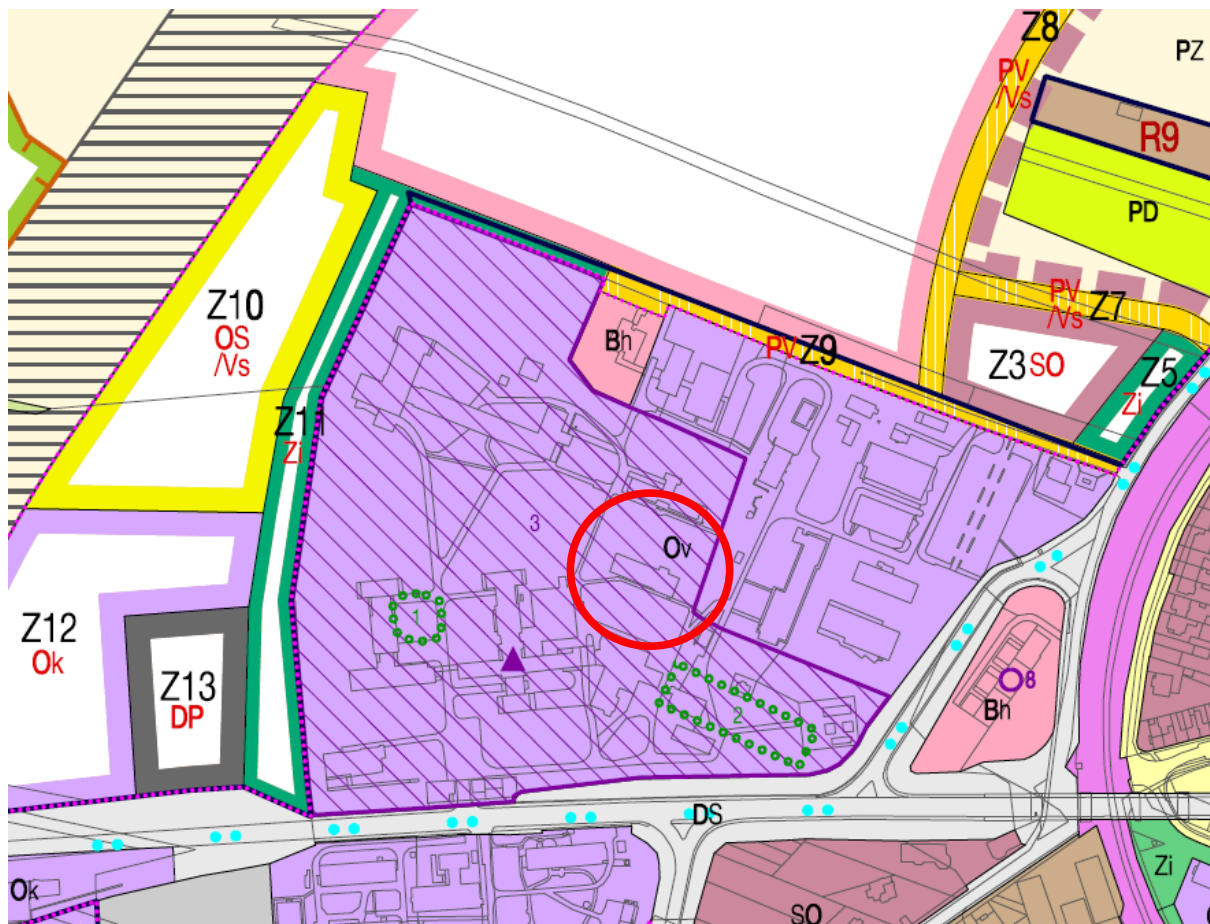 Z8
PV
/Vs
PZ
R9
PD
Z10
OS
/Vs
Bh
PV Z9
PV Z7
/Vs
Z3 SO
Z5
Zi
Z11
Zi
3
Ov
1
Z12
Ok
Z13
DP
2
8
Bh
DS
Zi
Ok
SO